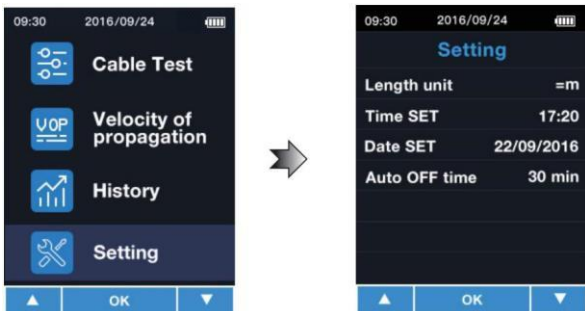 09:30 2016/09/24
Cable Test
VOP
Velocity of
propagation
History
Setting
▲ OK ▼
09:30 2016/09/24
Setting
Length unit =m
Time SET 17:20
Date SET 22/09/2016
Auto OFF time 30 min
▲ OK ▼